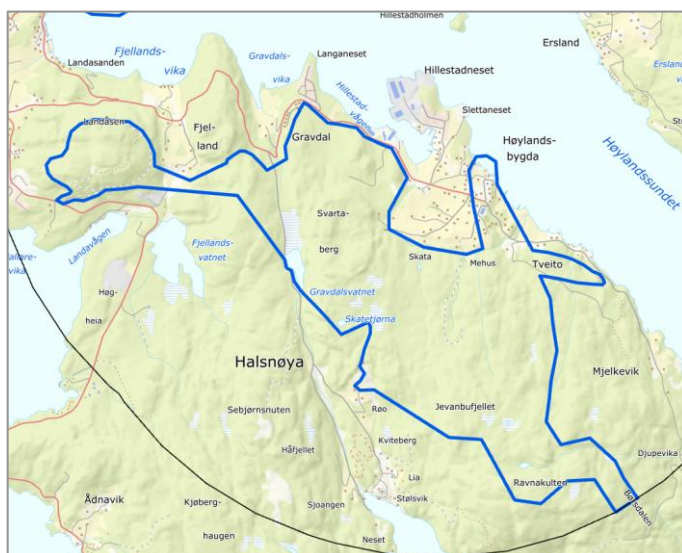 Hillestadholmen
Fjellands-
vika
Gravdals-
vika
Langaneset
Ersland
Landasanden
Hillestadneset
Hillestad-
vågen
Slettaneset
Landåsen
Fjel-
land
Gravdal
Høylands-
bygda
Høylandssundet
Svarta-
berg
Landavågen
Fjellands-
vatnet
Skata
Mehus
Tveito
Høg-
heia
Gravdalsvatnet
Skatetjørna
Halsnøya
Mjelkevik
Sebjørnsnuten
Røo
Jevanbufjellet
Kviteberg
Håfjellet
Djupevika
Lia
Stølsvik
Ravnakulten
Ådnavik
Kjøberg-
haugen
Sjoangen
Neset